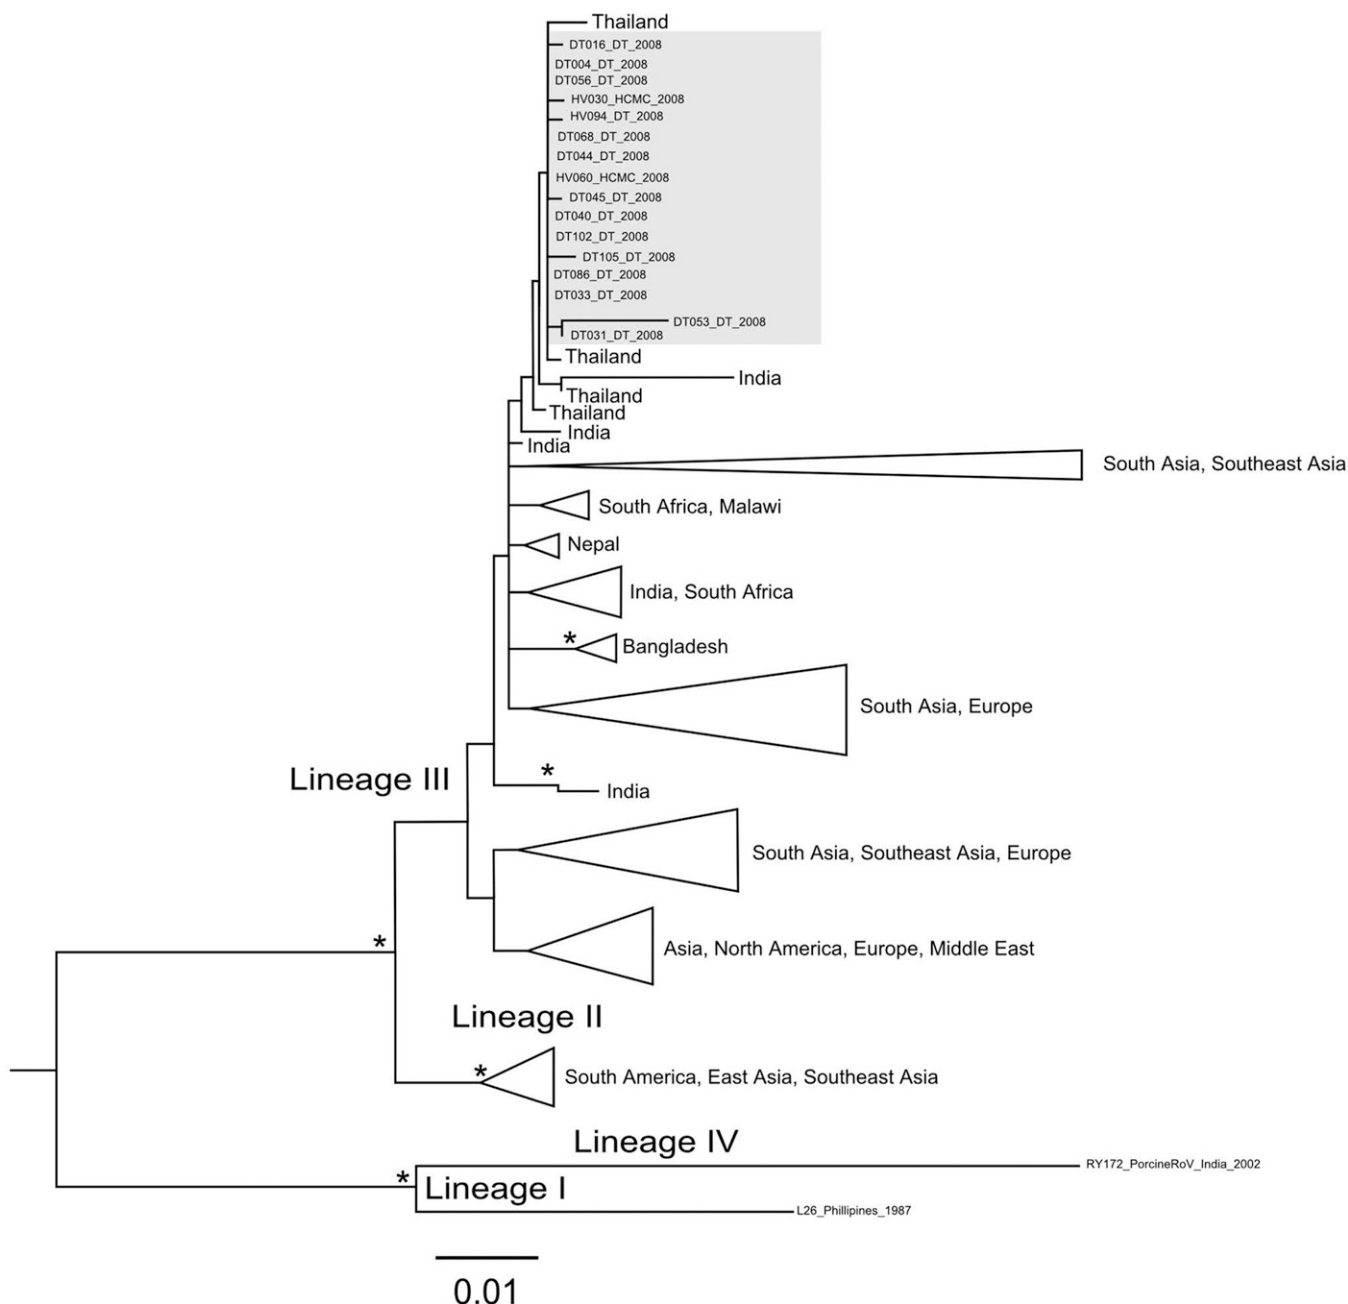 Thailand
DT016_DT_2008
DT004_DT_2008
DT056_DT_2008
HV030_HCMC_2008
HV094_DT_2008
DT068_DT_2008
DT044_DT_2008
HV060_HCMC_2008
DT045_DT_2008
DT040_DT_2008
DT102_DT_2008
DT105_DT_2008
DT086_DT_2008
DT033_DT_2008
DT053_DT_2008
DT031_DT_2008
Thailand
India
Thailand
Thailand
India
India
South Asia, Southeast Asia
South Africa, Malawi
Nepal
India, South Africa
*
Bangladesh
South Asia, Europe
Lineage III
*
India
South Asia, Southeast Asia, Europe
*
Asia, North America, Europe, Middle East
Lineage II
*
South America, East Asia, Southeast Asia
Lineage IV
RY172_PorcineRoV_India_2002
*
Lineage I
L26_Phillipines_1987
0.01